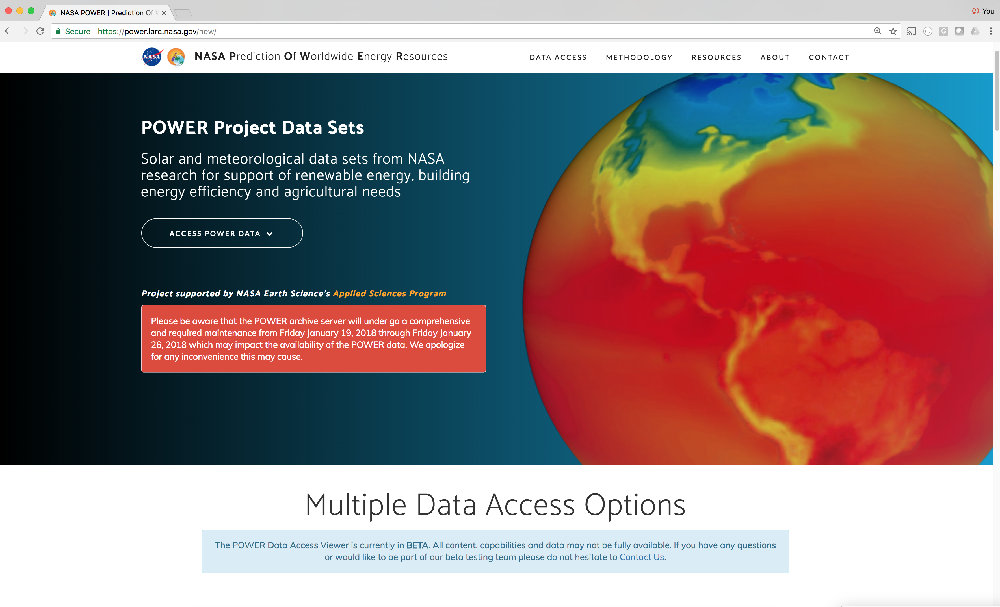 NASA POWER | Prediction Of W
You
Secure https://power.larc.nasa.gov/new/
NASA
NASA Prediction Of Worldwide Energy Resources
DATA ACCESS METHODOLOGY RESOURCES ABOUT CONTACT
POWER Project Data Sets
Solar and meteorological data sets from NASA
research for support of renewable energy, building
energy efficiency and agricultural needs
ACCESS POWER DATA
Project supported by NASA Earth Science's Applied Sciences Program
Please be aware that the POWER archive server will under go a comprehensive
and required maintenance from Friday January 19, 2018 through Friday January
26, 2018 which may impact the availability of the POWER data. We apologize
for any inconvenience this may cause.
Multiple Data Access Options
The POWER Data Access Viewer is currently in BETA. All content, capabilities and data may not be fully available. If you have any questions
or would like to be part of our beta testing team please do not hesitate to Contact Us.